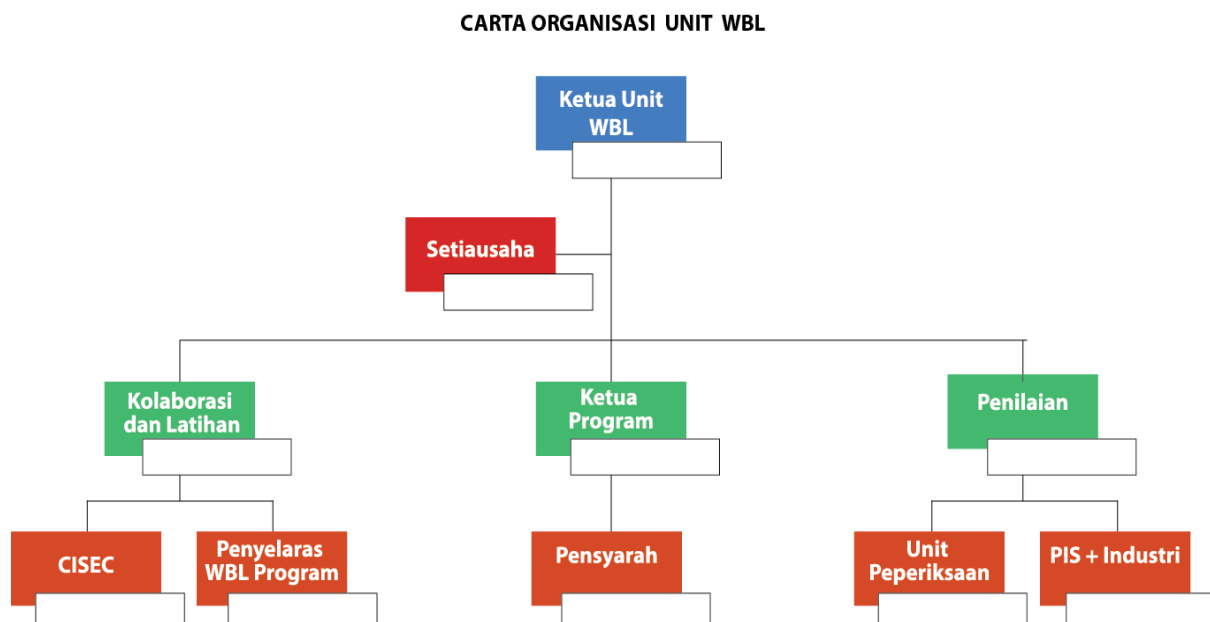 CARTA ORGANISASI UNIT WBL
Ketua Unit
WBL
Setiausaha
Kolaborasi
dan Latihan
Ketua
Program
Penilaian
CISEC
Penyelaras
WBL Program
Pensyarah
Unit
Peperiksaan
PIS + Industri